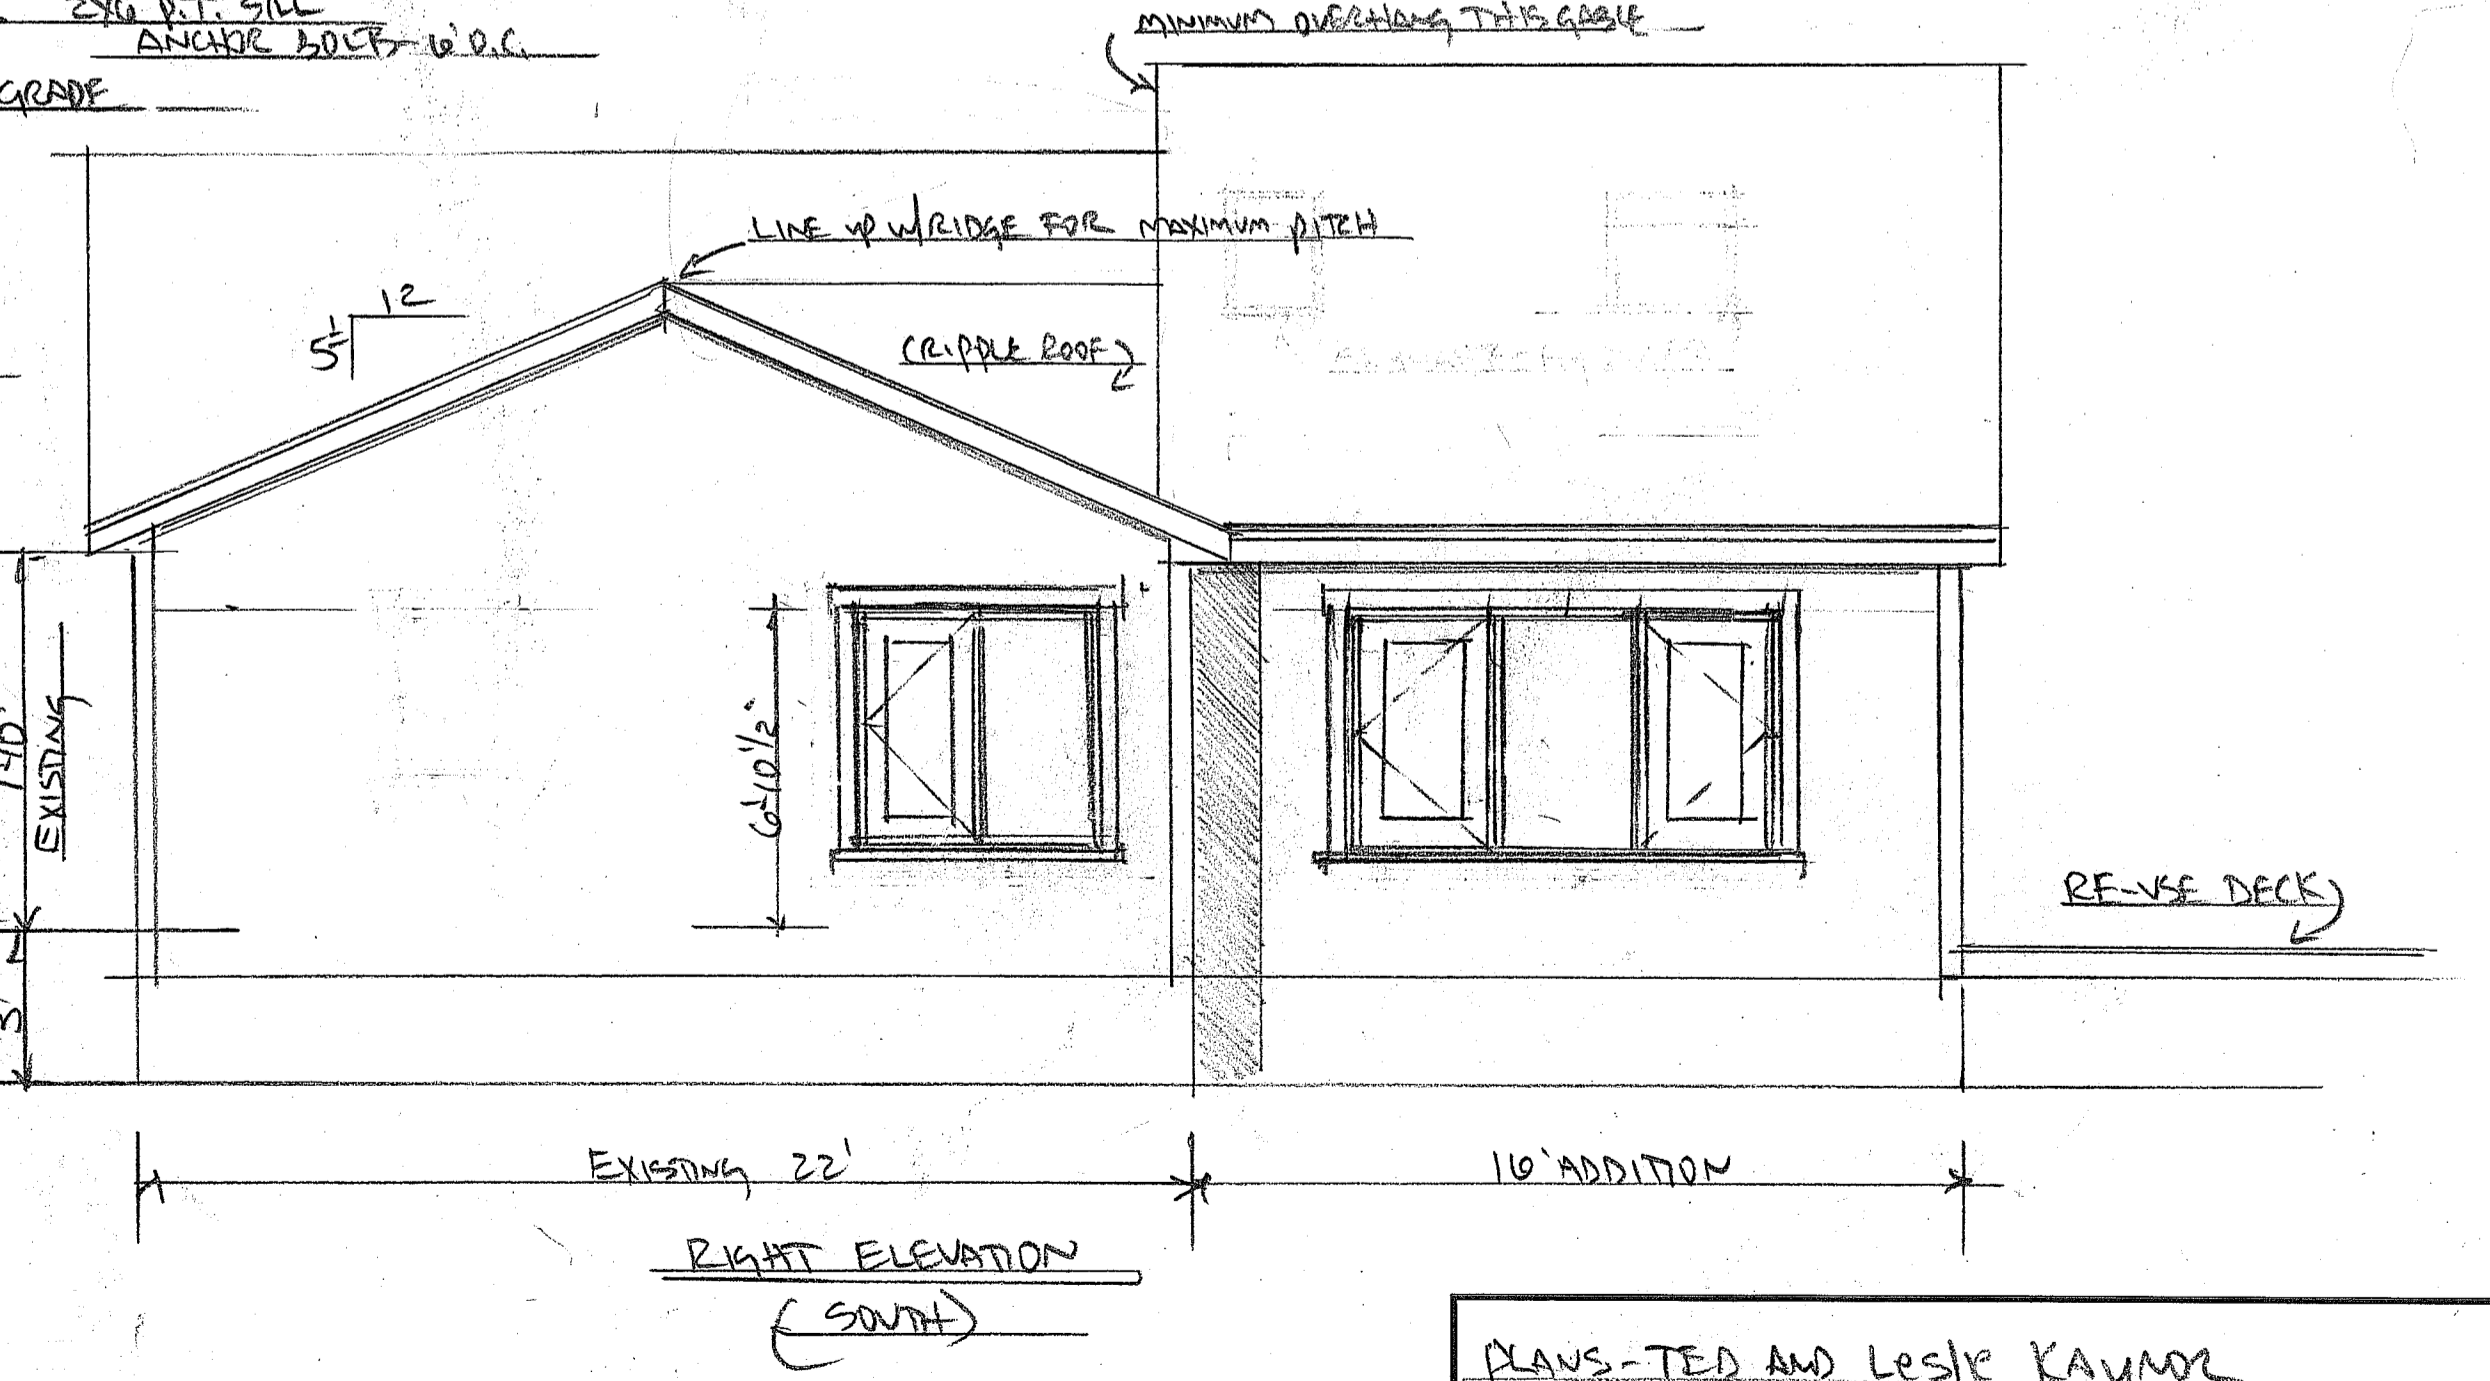 2X6 P.T. SILL
ANCHOR BOLTS- 6' O.C.
GRADE
MINIMUM OVERHANG THIS GABLE
LINE UP W/RIDGE FOR MAXIMUM PITCH
12
5½
CRIPPLE ROOF
EXISTING
6'-10½"
RE-USE DECK
EXISTING 22'
16' ADDITION
RIGHT ELEVATION
(SOUTH)
PLANS-TED AND Leslie KAYNOR